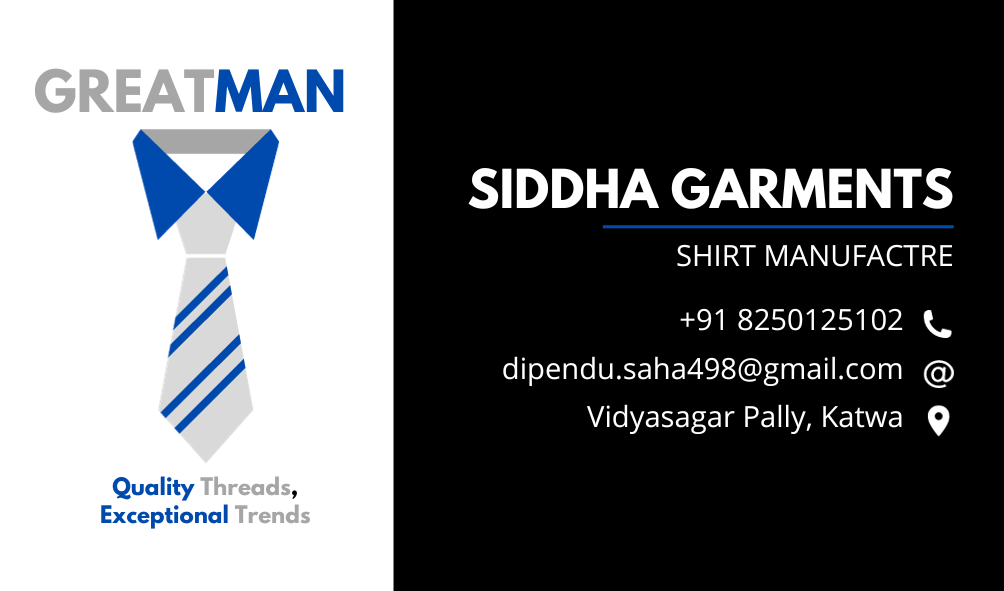 GREATMAN
Quality Threads,
Exceptional Trends
SIDDHA GARMENTS
SHIRT MANUFACTRE
+91 8250125102
dipendu.saha498@gmail.com
Vidyasagar Pally, Katwa